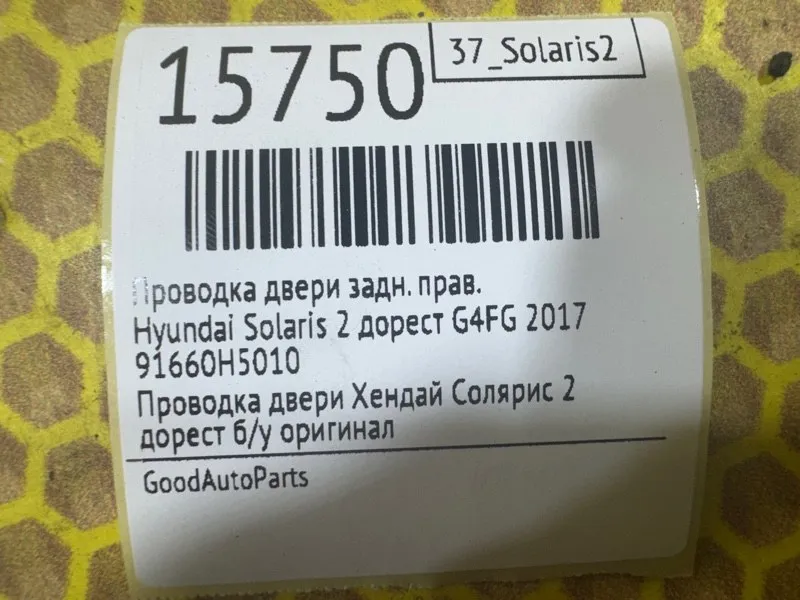 15750
37_Solaris2
Проводка двери задн. прав.
Hyundai Solaris 2 дорест G4FG 2017
91660H5010
Проводка двери Хендай Солярис 2
дорест б/у оригинал
GoodAutoParts